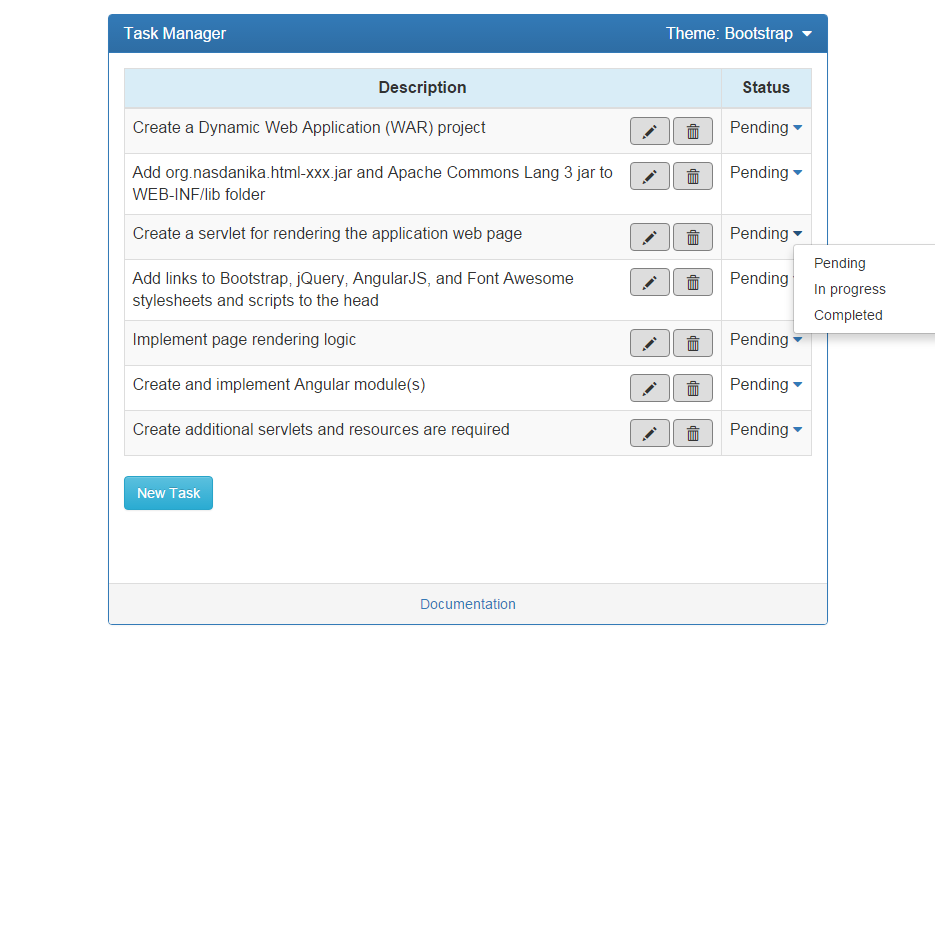 Task Manager
Theme: Bootstrap
Description
Status
Create a Dynamic Web Application (WAR) project
Pending
Add org.nasdanika.html-xxx.jar and Apache Commons Lang 3 jar to
WEB-INF/lib folder
Pending
Create a servlet for rendering the application web page
Pending
Pending
In progress
Completed
Add links to Bootstrap, jQuery, AngularJS, and Font Awesome
stylesheets and scripts to the head
Pending
Implement page rendering logic
Pending
Create and implement Angular module(s)
Pending
Create additional servlets and resources are required
Pending
New Task
Documentation